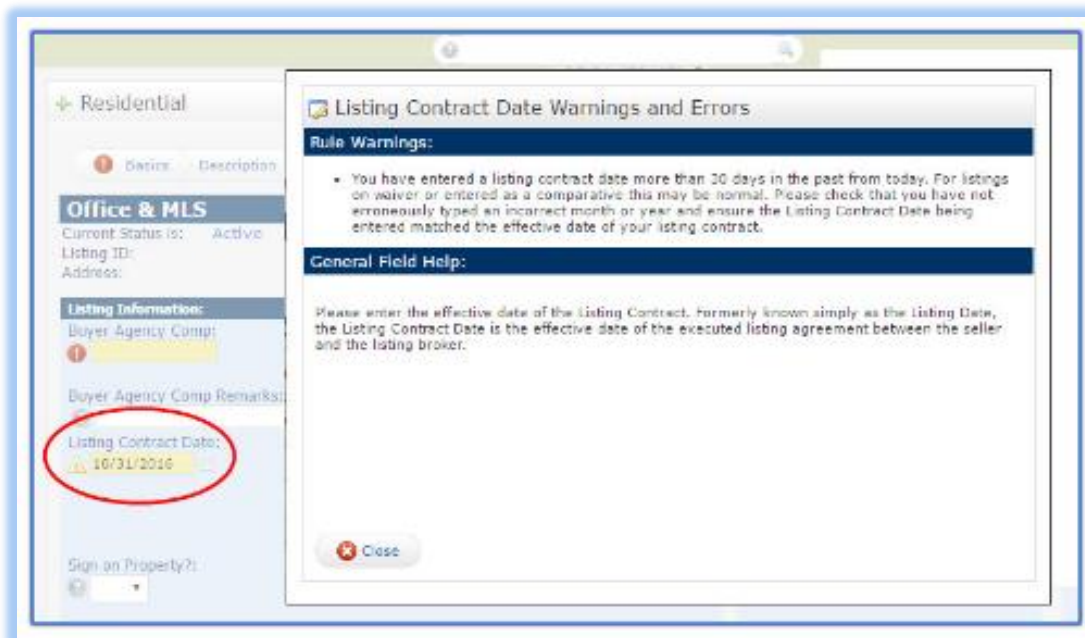 Residential
Basics Description
Office & MLS
Current Status is: Active
Listing ID:
Address:
Listing Information:
Buyer Agency Comp:
Buyer Agency Comp Remarks:
Listing Contract Date:
10/31/2016
Sign on Property?:
Listing Contract Date Warnings and Errors
Rule Warnings:
• You have entered a listing contract date more than 30 days in the past from today. For listings
on waiver or entered as a comparative this may be normal. Please check that you have not
erroneously typed an incorrect month or year and ensure the Listing Contract Date being
entered matched the effective date of your listing contract.
General Field Help:
Please enter the effective date of the Listing Contract. Formerly known simply as the Listing Date,
the Listing Contract Date is the effective date of the executed listing agreement between the seller
and the listing broker.
Close